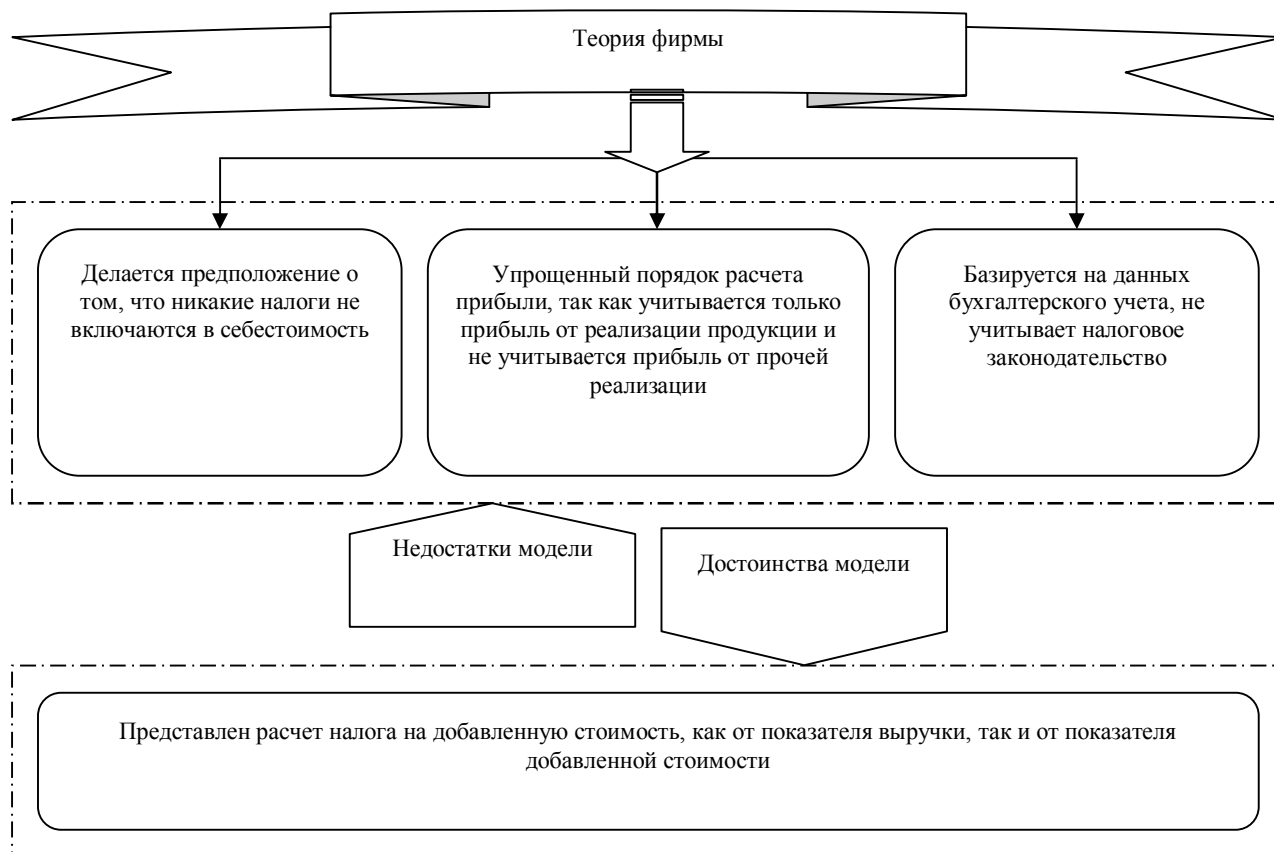 Теория фирмы
Делается предположение о
том, что никакие налоги не
включаются в себестоимость
Упрощенный порядок расчета
прибыли, так как учитывается только
прибыль от реализации продукции и
не учитывается прибыль от прочей
реализации
Базируется на данных
бухгалтерского учета, не
учитывает налоговое
законодательство
Недостатки модели
Достоинства модели
Представлен расчет налога на добавленную стоимость, как от показателя выручки, так и от показателя
добавленной стоимости